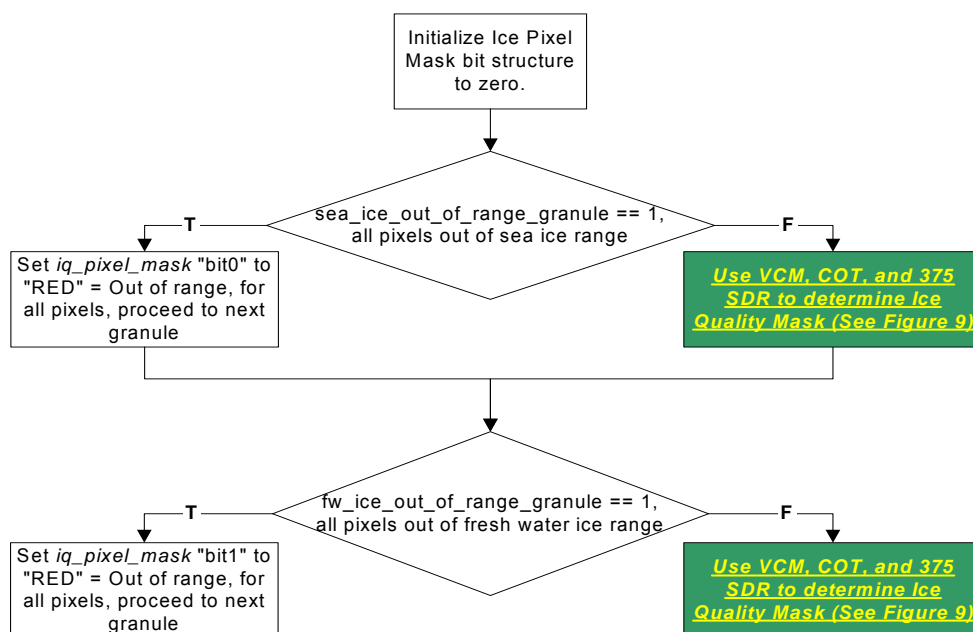 Initialize Ice Pixel
Mask bit structure
to zero.
sea_ice_out_of_range_granule == 1,
all pixels out of sea ice range
T
F
Set iq_pixel_mask "bit0" to
"RED" = Out of range, for
all pixels, proceed to next
granule
Use VCM, COT, and 375
SDR to determine Ice
Quality Mask (See Figure 9)
fw_ice_out_of_range_granule == 1,
all pixels out of fresh water ice range
T
F
Set iq_pixel_mask "bit1" to
"RED" = Out of range, for
all pixels, proceed to next
granule
Use VCM, COT, and 375
SDR to determine Ice
Quality Mask (See Figure 9)